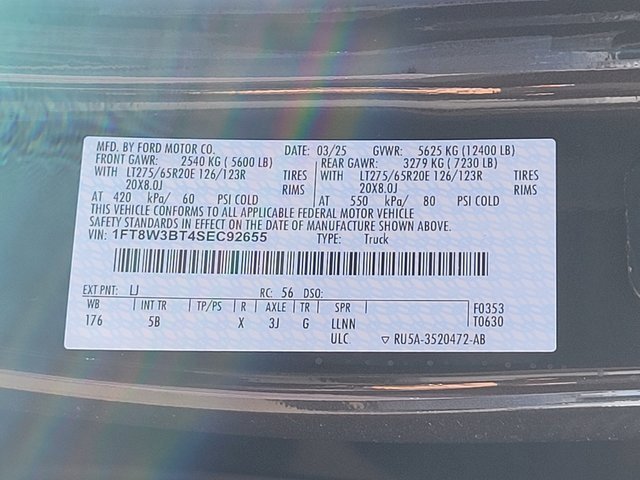 MFD. BY FORD MOTOR CO. DATE: 03/25 GVWR: 5625 KG (12400 LB)
FRONT GAWR: 2540 KG ( 5600 LB) REAR GAWR: 3279 KG ( 7230 LB)
WITH LT275/65R20E 126/123R TIRES WITH LT275/65R20E 126/123R TIRES
20X8.0J RIMS 20X8.0J RIMS
AT 420 kPa/ 60 PSI COLD AT 550 kPa/ 80 PSI COLD
THIS VEHICLE CONFORMS TO ALL APPLICABLE FEDERAL MOTOR VEHICLE
SAFETY STANDARDS IN EFFECT ON THE DATE OF MANUFACTURE SHOWN ABOVE.
VIN: 1FT8W3BT4SEC92655 TYPE: Truck
EXT PNT: LJ RC: 56 DSO:
WB INT TR TP/PS R AXLE TR SPR F0353
176 5B X 3J G LLNN T0630
ULC ▽ RU5A-3520472-AB